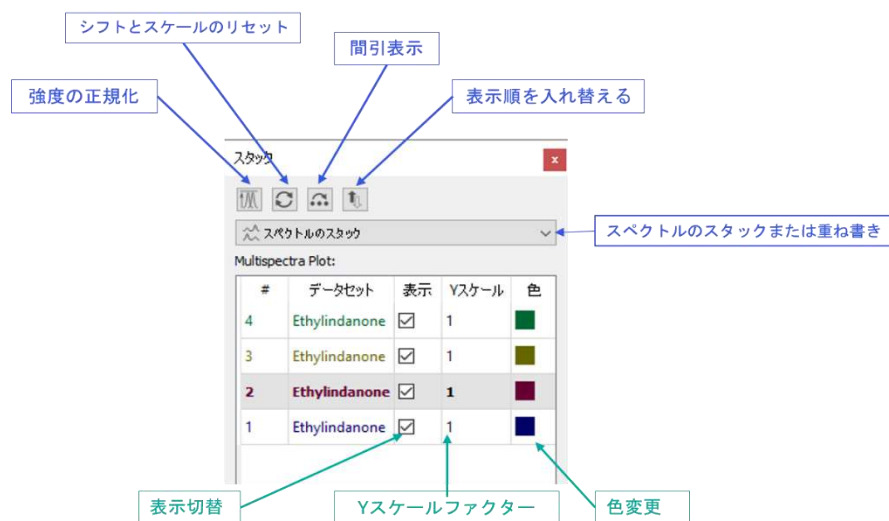 シフトとスケールのリセット
間引表示
強度の正規化
表示順を入れ替える
スタック
x
スペクトルのスタック
スペクトルのスタックまたは重ね書き
Multispectra Plot:
# データセット 表示 Yスケール 色
4 Ethylindanone 1
3 Ethylindanone 1
2 Ethylindanone 1
1 Ethylindanone 1
表示切替
Yスケールファクター
色変更